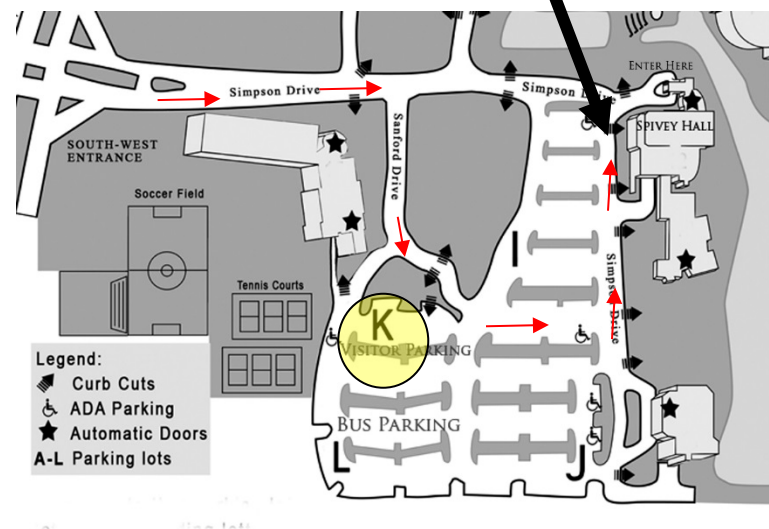 Simpson Drive
Simpson Drive
ENTER HERE
SPIVEY HALL
SOUTH-WEST
ENTRANCE
Sanford Drive
Soccer Field
I
Simpson Drive
Tennis Courts
K
VISITOR PARKING
BUS PARKING
L
J
Legend:
Curb Cuts
ADA Parking
Automatic Doors
A-L Parking lots